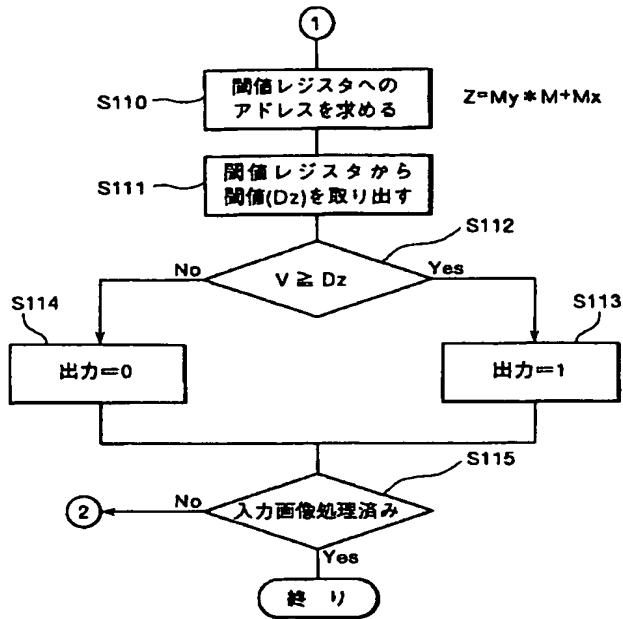 1
S110
閾値レジスタへの
アドレスを求める
Z=My*M+Mx
S111
閾値レジスタから
閾値(Dz)を取り出す
S112
No
V ≧ Dz
Yes
S114
S113
出力=0
出力=1
S115
2
No
入力画像処理済み
Yes
終り